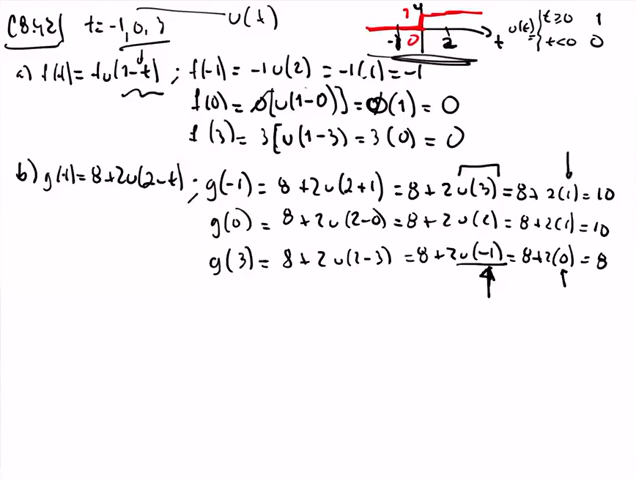 C8.42 t=-1,0,3 u(t)
1 0 -1 2 t u(t)= { t≥0 1
t<0 0
a) f(t)=tu(1-t) ; f(-1)=-1u(2)=-1(1)=-1
f(0)=0[u(1-0)]=0(1)=0
f(3)=3[u(1-3)=3(0)=0
b) g(t)=8+2u(2-t) ; g(-1)=8+2u(2+1)=8+2u(3)=8+2(1)=10
g(0)=8+2u(2-0)=8+2u(2)=8+2(1)=10
g(3)=8+2u(2-3)=8+2u(-1)=8+2(0)=8